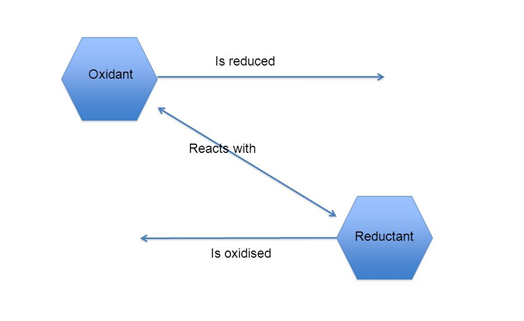 Is reduced
Oxidant
Reacts with
Reductant
Is oxidised